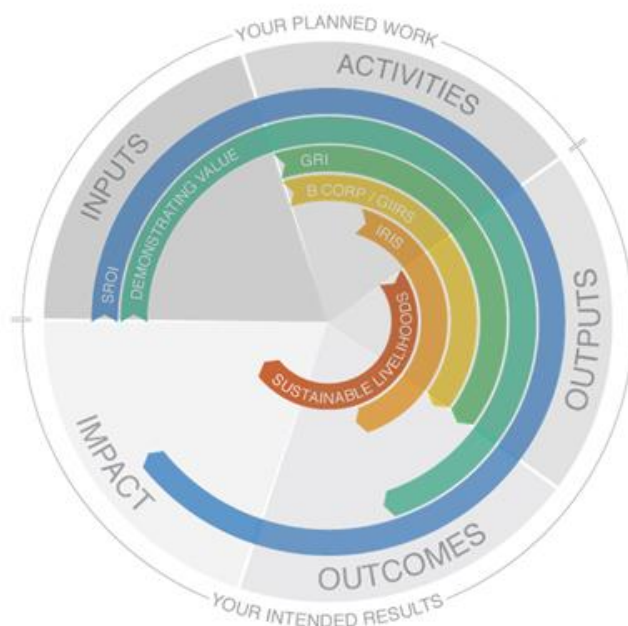 YOUR PLANNED WORK
INPUTS
ACTIVITIES
OUTPUTS
OUTCOMES
IMPACT
YOUR INTENDED RESULTS
SROI
DEMONSTRATING VALUE
GRI
B CORP / GIIRS
IRIS
SUSTAINABLE LIVELIHOODS